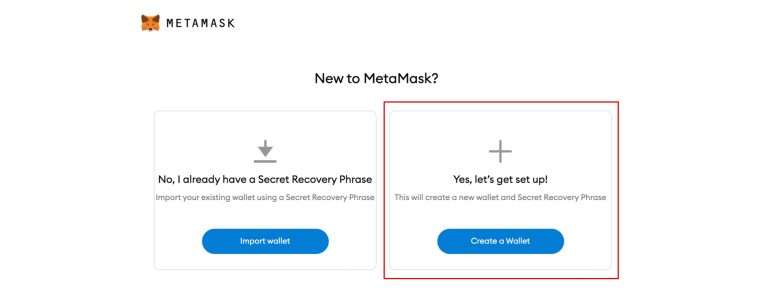 METAMASK
New to MetaMask?
No, I already have a Secret Recovery Phrase
Import your existing wallet using a Secret Recovery Phrase
Import wallet
Yes, let's get set up!
This will create a new wallet and Secret Recovery Phrase
Create a Wallet